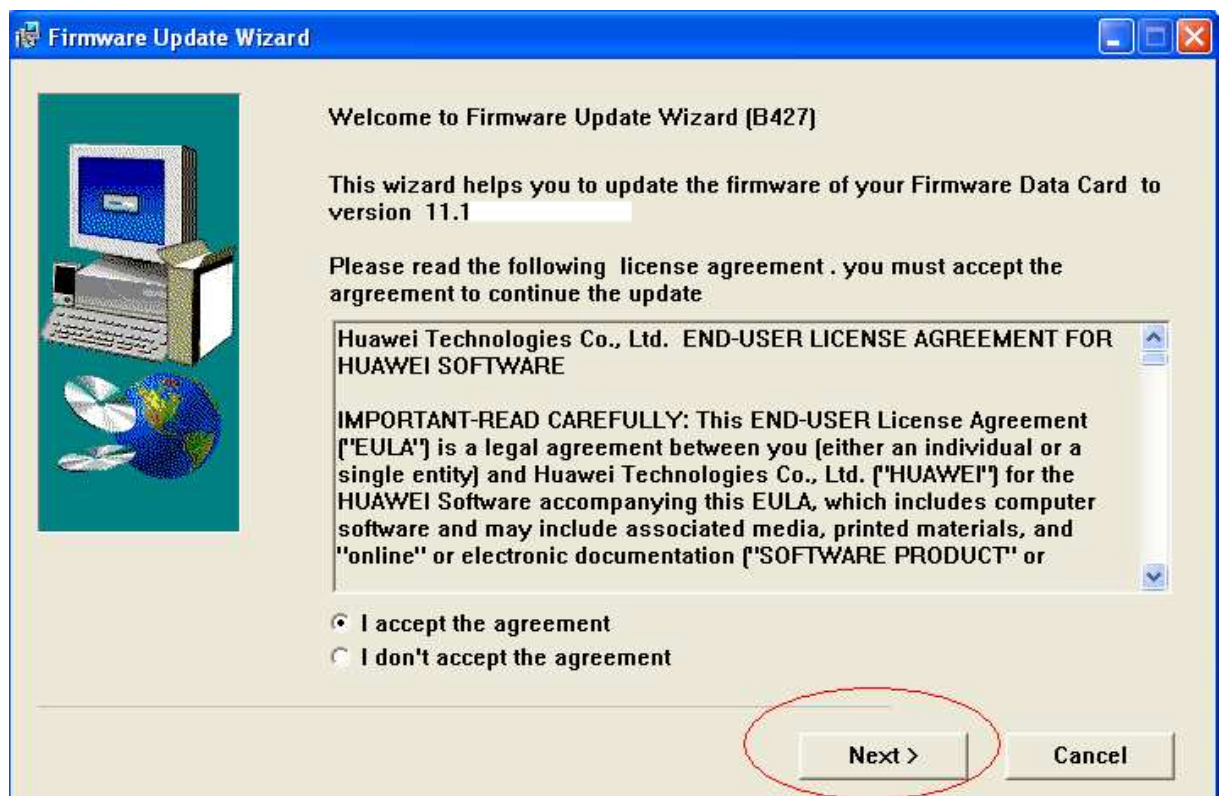 Firmware Update Wizard
Welcome to Firmware Update Wizard (B427)
This wizard helps you to update the firmware of your Firmware Data Card to
version 11.1
Please read the following license agreement . you must accept the
argreement to continue the update
Huawei Technologies Co., Ltd. END-USER LICENSE AGREEMENT FOR
HUAWEI SOFTWARE
IMPORTANT-READ CAREFULLY: This END-USER License Agreement
("EULA") is a legal agreement between you (either an individual or a
single entity) and Huawei Technologies Co., Ltd. ("HUAWEI") for the
HUAWEI Software accompanying this EULA, which includes computer
software and may include associated media, printed materials, and
"online" or electronic documentation ("SOFTWARE PRODUCT" or
I accept the agreement
I don't accept the agreement
Next >
Cancel